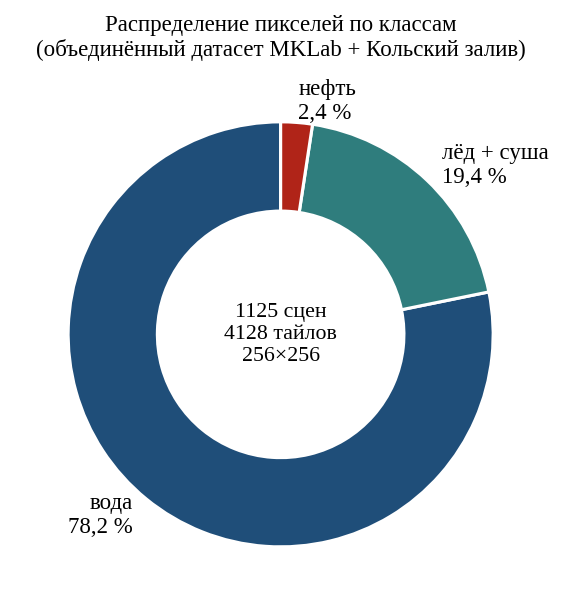 Распределение пикселей по классам
(объединённый датасет MKLab + Кольский залив)
нефть
2,4 %
лёд + суша
19,4 %
1125 сцен
4128 тайлов
256×256
вода
78,2 %